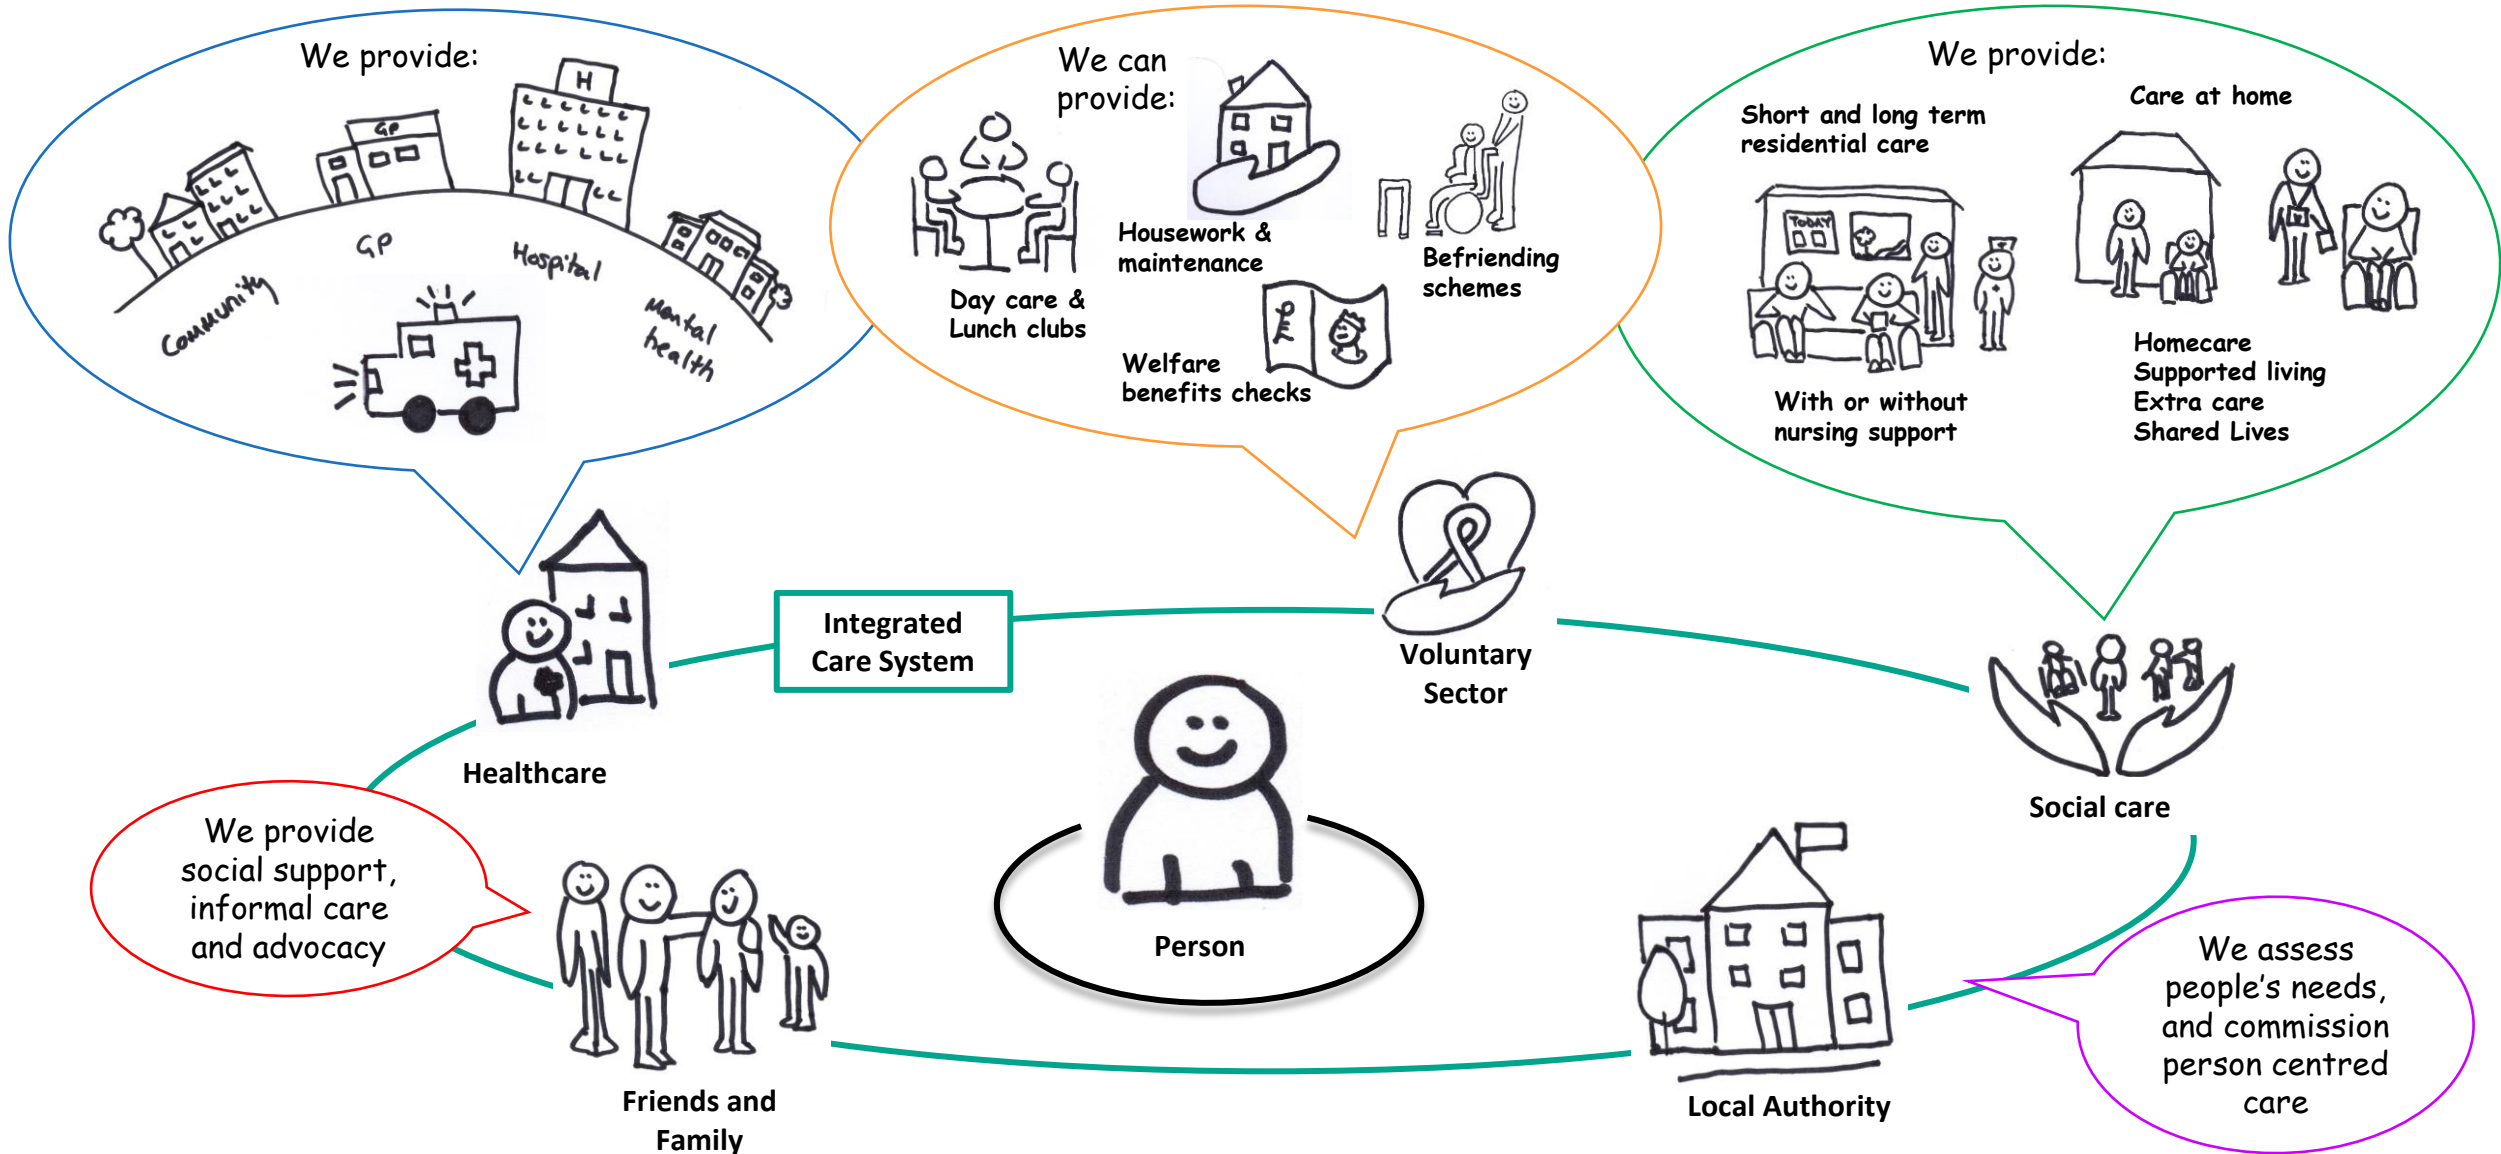 We provide:
H
GP
GP
Hospital
Community
Mental
health
We can
provide:
Housework &
maintenance
Befriending
schemes
Day care &
Lunch clubs
£
Welfare
benefits checks
We provide:
Short and long term
residential care
Care at home
TODAY
With or without
nursing support
Homecare
Supported living
Extra care
Shared Lives
Integrated
Care System
Voluntary
Sector
Healthcare
Social care
We provide
social support,
informal care
and advocacy
Person
We assess
people's needs,
and commission
person centred
care
Friends and
Family
Local Authority